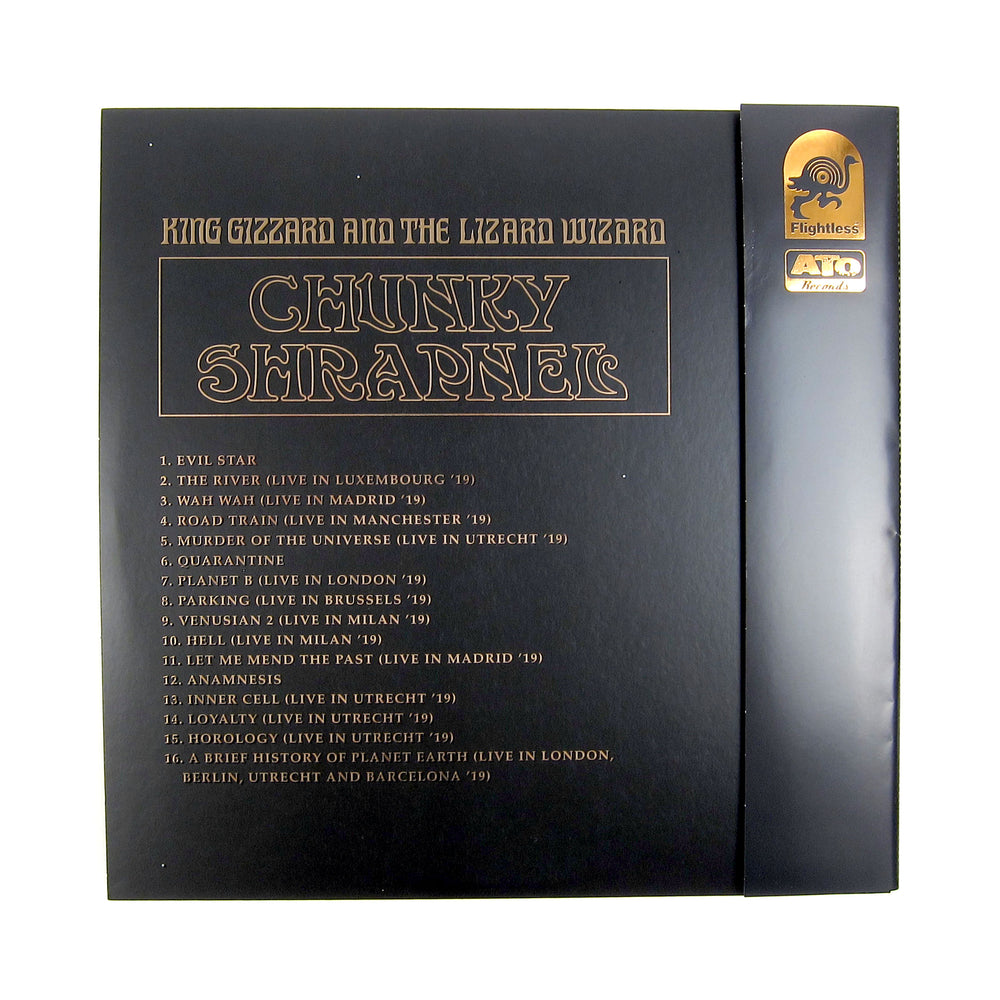 KING GIZZARD AND THE LIZARD WIZARD
CHUNKY
SHRAPNEL
1. EVIL STAR
2. THE RIVER (LIVE IN LUXEMBOURG '19)
3. WAH WAH (LIVE IN MADRID '19)
4. ROAD TRAIN (LIVE IN MANCHESTER '19)
5. MURDER OF THE UNIVERSE (LIVE IN UTRECHT '19)
6. QUARANTINE
7. PLANET B (LIVE IN LONDON '19)
8. PARKING (LIVE IN BRUSSELS '19)
9. VENUSIAN 2 (LIVE IN MILAN '19)
10. HELL (LIVE IN MILAN '19)
11. LET ME MEND THE PAST (LIVE IN MADRID '19)
12. ANAMNESIS
13. INNER CELL (LIVE IN UTRECHT '19)
14. LOYALTY (LIVE IN UTRECHT '19)
15. HOROLOGY (LIVE IN UTRECHT '19)
16. A BRIEF HISTORY OF PLANET EARTH (LIVE IN LONDON,
BERLIN, UTRECHT AND BARCELONA '19)
Flightless
ATO
Records